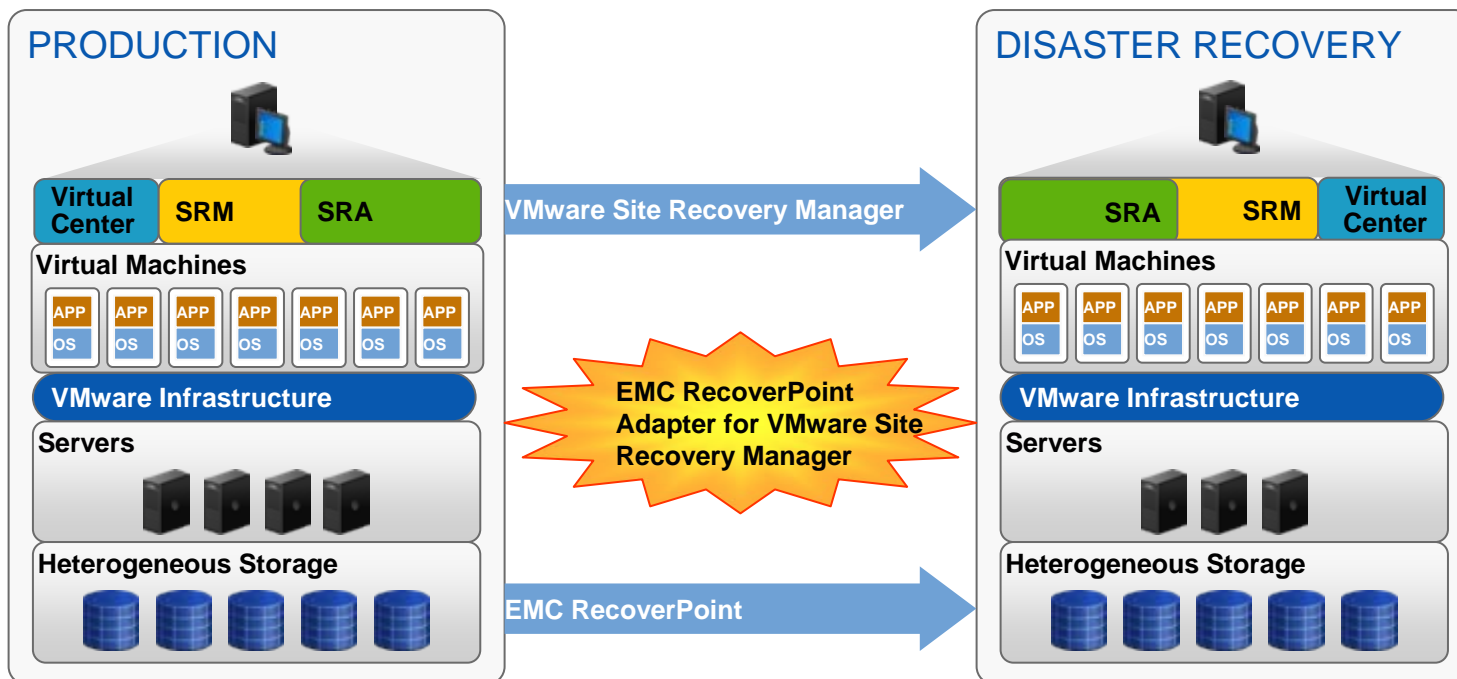 PRODUCTION
Virtual
Center
SRM
SRA
Virtual Machines
APP
APP
APP
APP
APP
APP
APP
OS
OS
OS
OS
OS
OS
OS
VMware Infrastructure
Servers
Heterogeneous Storage
VMware Site Recovery Manager
EMC RecoverPoint
Adapter for VMware Site
Recovery Manager
EMC RecoverPoint
DISASTER RECOVERY
SRA
SRM
Virtual
Center
Virtual Machines
APP
APP
APP
APP
APP
APP
APP
OS
OS
OS
OS
OS
OS
OS
VMware Infrastructure
Servers
Heterogeneous Storage